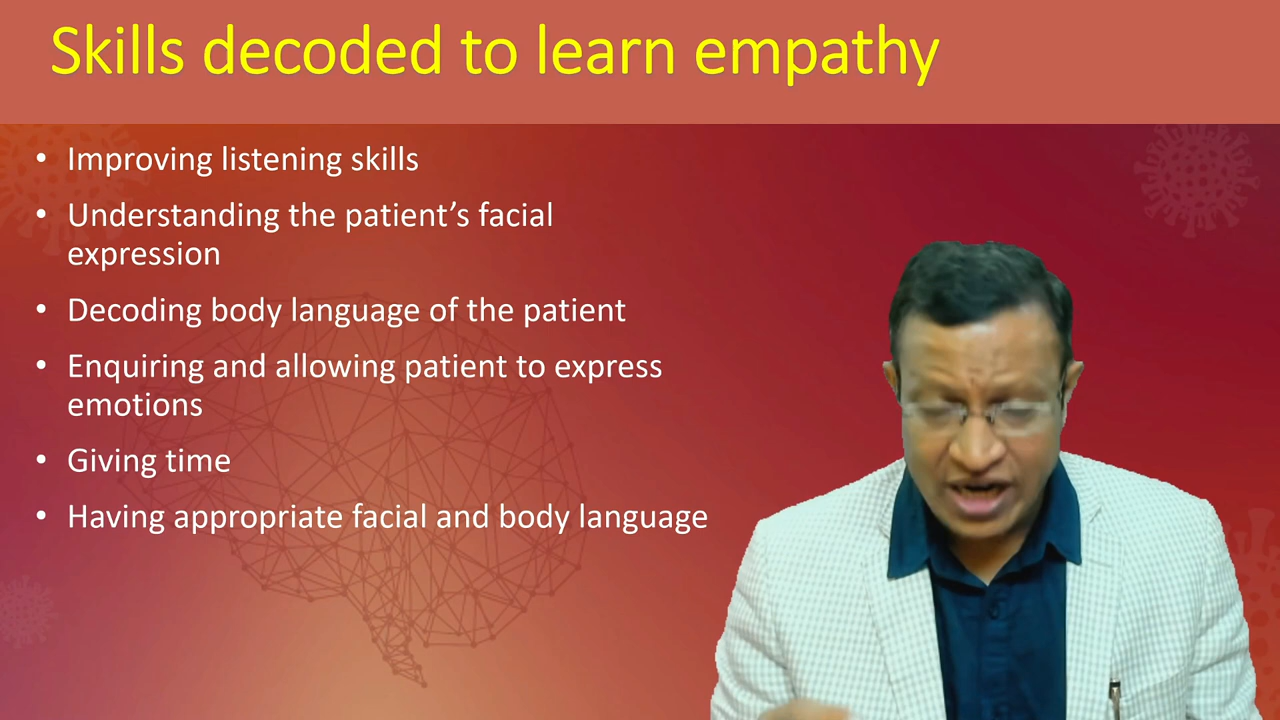 Skills decoded to learn empathy
• Improving listening skills
• Understanding the patient’s facial
expression
• Decoding body language of the patient
• Enquiring and allowing patient to express
emotions
• Giving time
• Having appropriate facial and body language